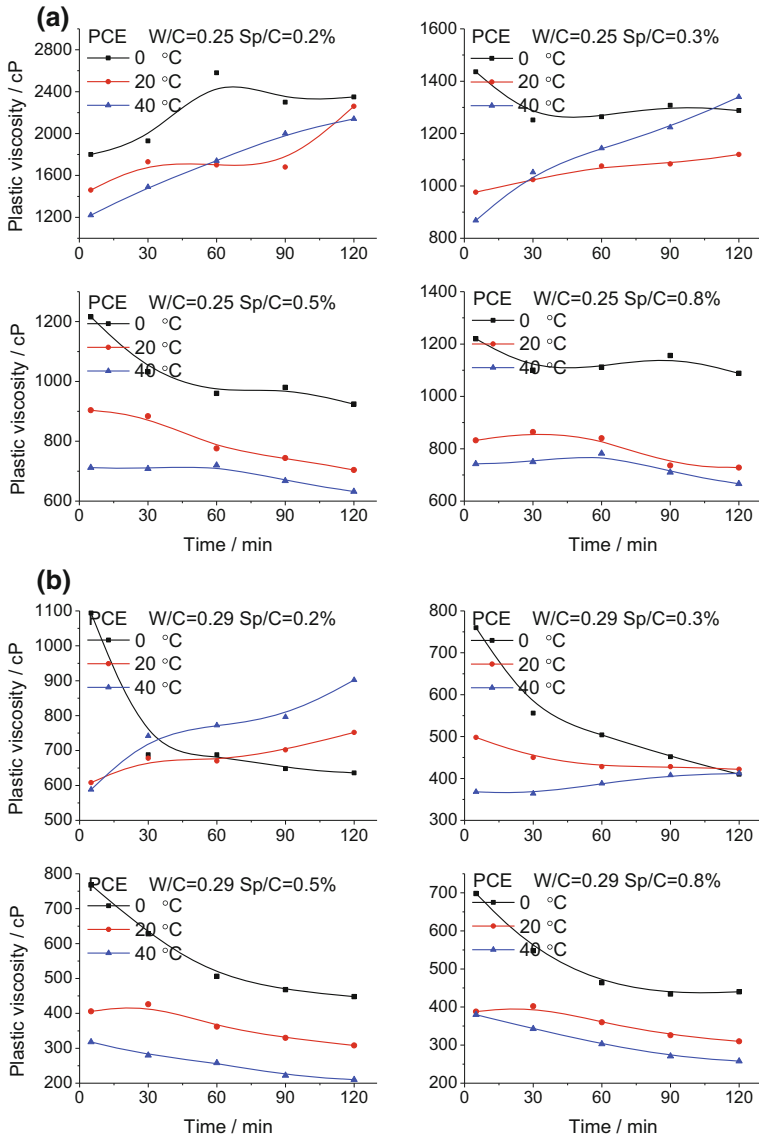 (a)
PCE W/C=0.25 Sp/C=0.2%
0 °C
20 °C
40 °C
Plastic viscosity / cP
2800
2400
2000
1600
1200
0 30 60 90 120
PCE W/C=0.25 Sp/C=0.3%
0 °C
20 °C
40 °C
1600
1400
1200
1000
800
0 30 60 90 120
PCE W/C=0.25 Sp/C=0.5%
0 °C
20 °C
40 °C
Plastic viscosity / cP
1200
1000
800
600
0 30 60 90 120
Time / min
PCE W/C=0.25 Sp/C=0.8%
0 °C
20 °C
40 °C
1400
1200
1000
800
600
0 30 60 90 120
Time / min
(b)
PCE W/C=0.29 Sp/C=0.2%
0 °C
20 °C
40 °C
Plastic viscosity / cP
1100
1000
900
800
700
600
500
0 30 60 90 120
PCE W/C=0.29 Sp/C=0.3%
0 °C
20 °C
40 °C
800
700
600
500
400
300
0 30 60 90 120
PCE W/C=0.29 Sp/C=0.5%
0 °C
20 °C
40 °C
Plastic viscosity / cP
800
700
600
500
400
300
200
0 30 60 90 120
Time / min
PCE W/C=0.29 Sp/C=0.8%
0 °C
20 °C
40 °C
700
600
500
400
300
200
0 30 60 90 120
Time / min